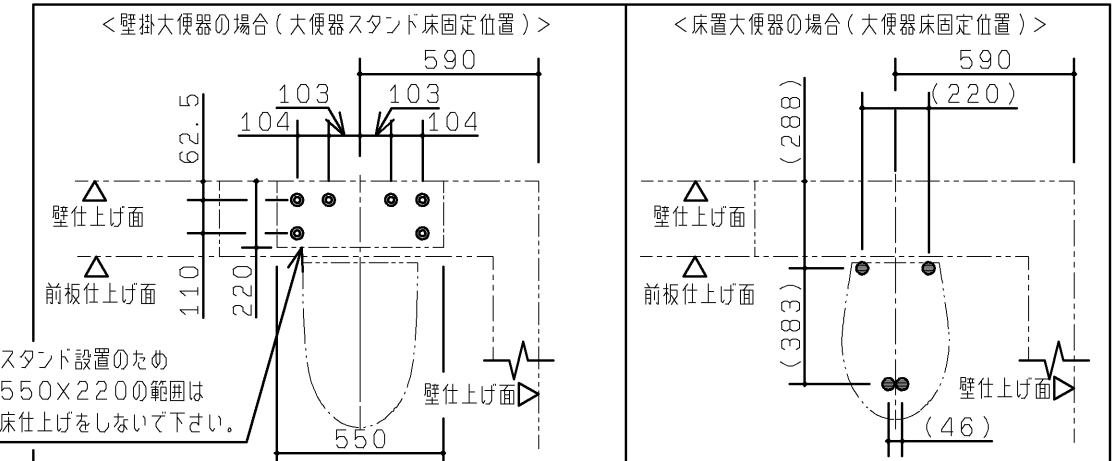 <壁掛大便器の場合(大便器スタンド床固定位置)>
590
103
103
104
104
62.5
壁仕上げ面
前板仕上げ面
110
220
スタンド設置のため
550X220の範囲は
床仕上げをしないで下さい。
壁仕上げ面
550
<床置大便器の場合(大便器床固定位置)>
590
(220)
(288)
壁仕上げ面
前板仕上げ面
(383)
壁仕上げ面
(46)